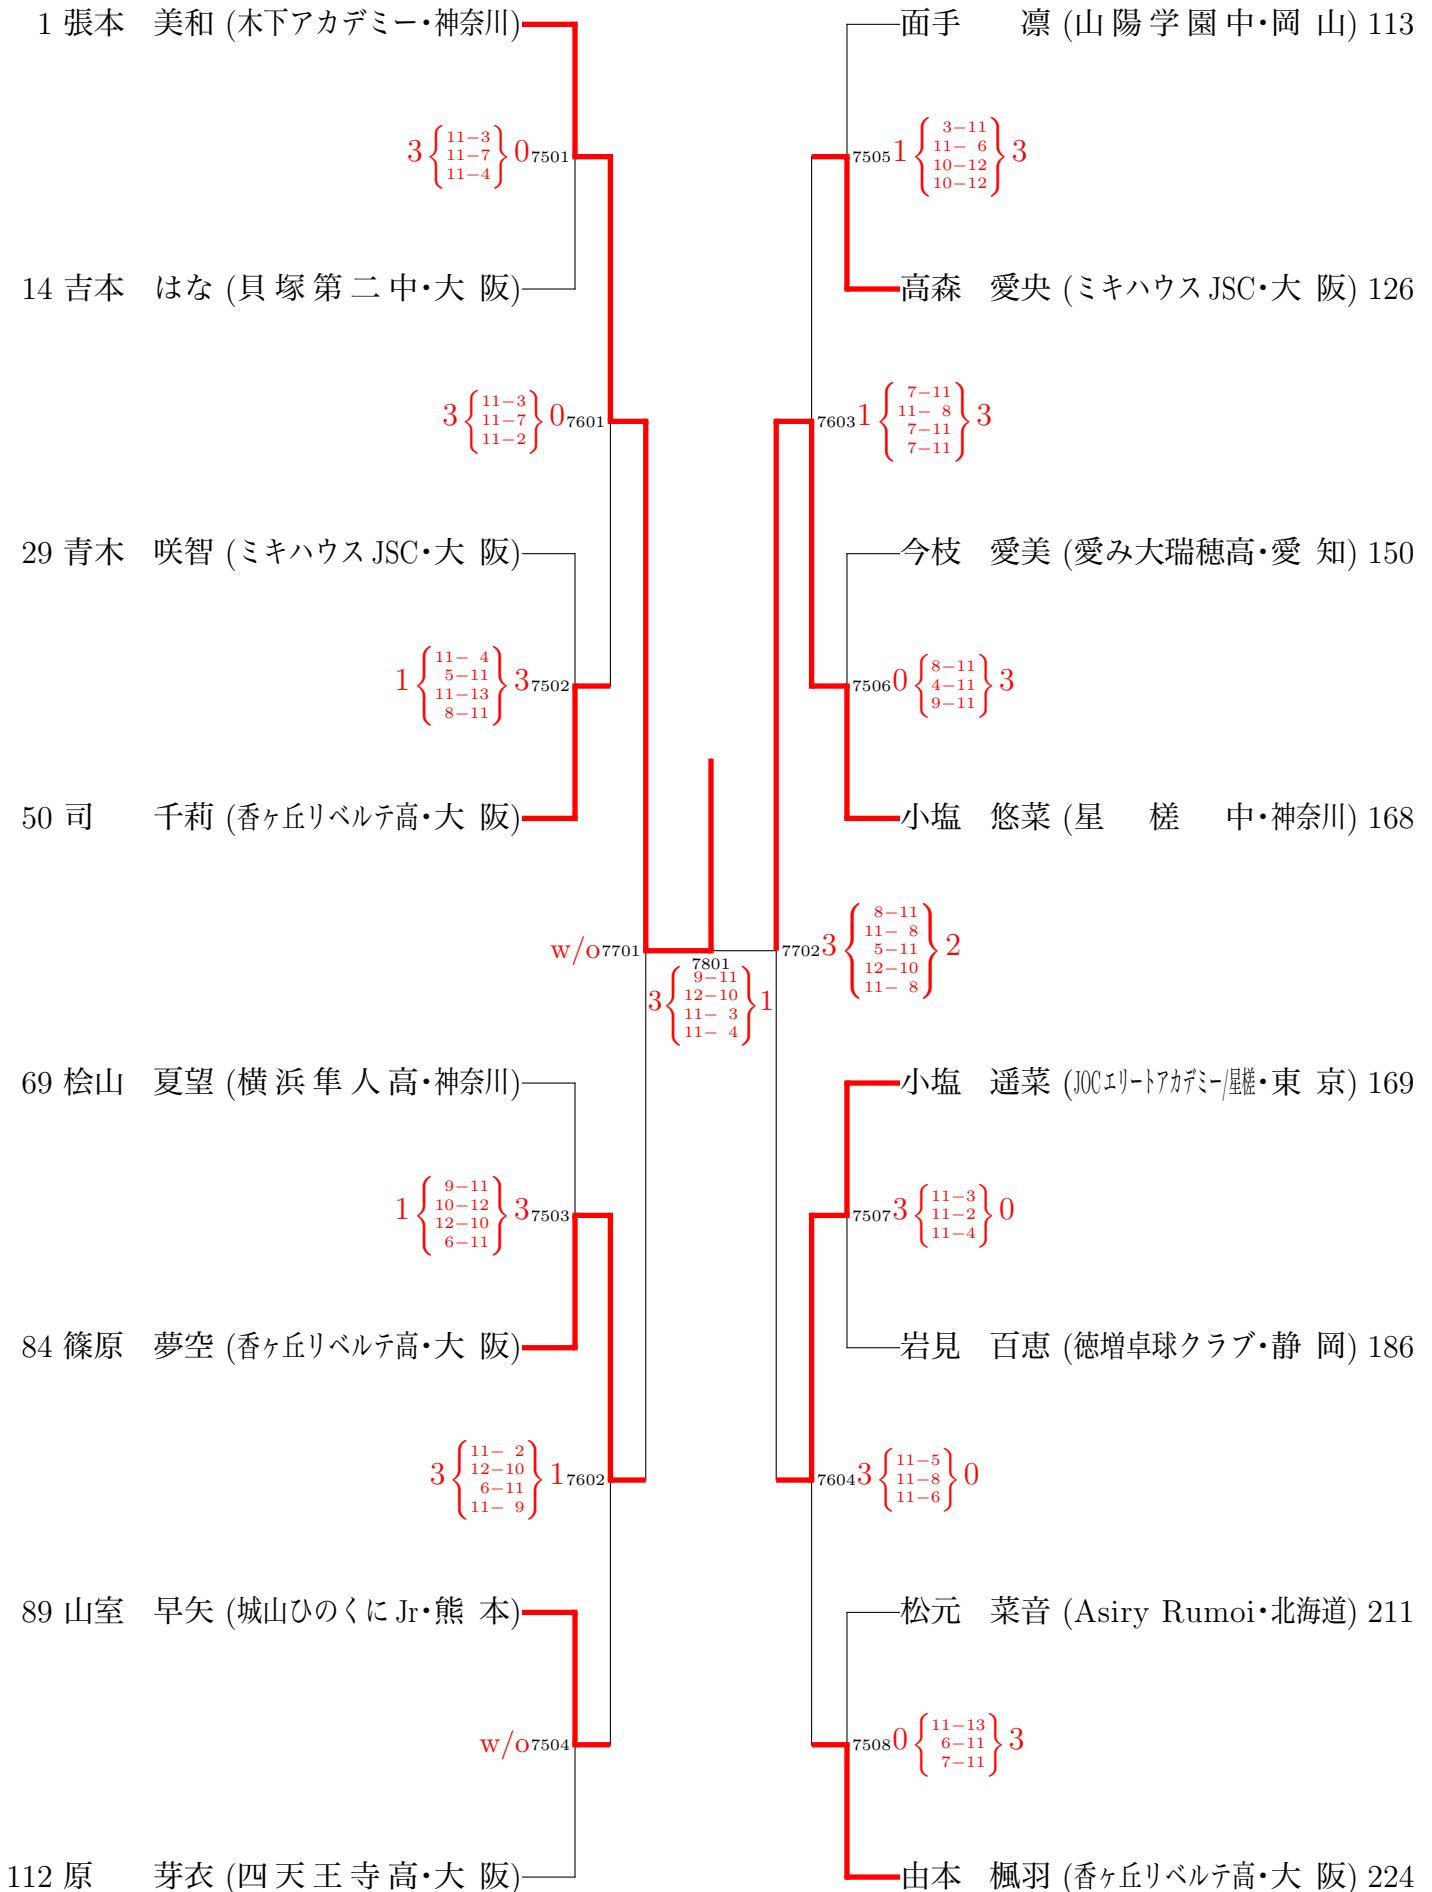 1 張本 美和 (木下アカデミー・神奈川)
3 { 11-3 11-7 11-4 } 0 7501
14 吉本 はな (貝塚第二中・大阪)
3 { 11-3 11-7 11-2 } 0 7601
29 青木 咲智 (ミキハウスJSC・大阪)
1 { 11-4 5-11 11-13 8-11 } 3 7502
50 司 千莉 (香ヶ丘リベルテ高・大阪)
w/o 7701
69 桧山 夏望 (横浜隼人高・神奈川)
1 { 9-11 10-12 12-10 6-11 } 3 7503
84 篠原 夢空 (香ヶ丘リベルテ高・大阪)
3 { 11-2 12-10 6-11 11-9 } 1 7602
89 山室 早矢 (城山ひのくにJr・熊本)
w/o 7504
112 原 芽衣 (四天王寺高・大阪)
7801
3 { 9-11 12-10 11-3 11-4 } 1
面手 凛 (山陽学園中・岡山) 113
7505 1 { 3-11 11-6 10-12 10-12 } 3
高森 愛央 (ミキハウスJSC・大阪) 126
7603 1 { 7-11 11-8 7-11 7-11 } 3
今枝 愛美 (愛み大瑞穂高・愛知) 150
7506 0 { 8-11 4-11 9-11 } 3
小塩 悠菜 (星槎中・神奈川) 168
7702 3 { 8-11 11-8 5-11 12-10 11-8 } 2
小塩 遥菜 (JOCエリートアカデミー/星槎・東京) 169
7507 3 { 11-3 11-2 11-4 } 0
岩見 百恵 (徳増卓球クラブ・静岡) 186
7604 3 { 11-5 11-8 11-6 } 0
松元 菜音 (Asiry Rumoi・北海道) 211
7508 0 { 11-13 6-11 7-11 } 3
由本 楓羽 (香ヶ丘リベルテ高・大阪) 224